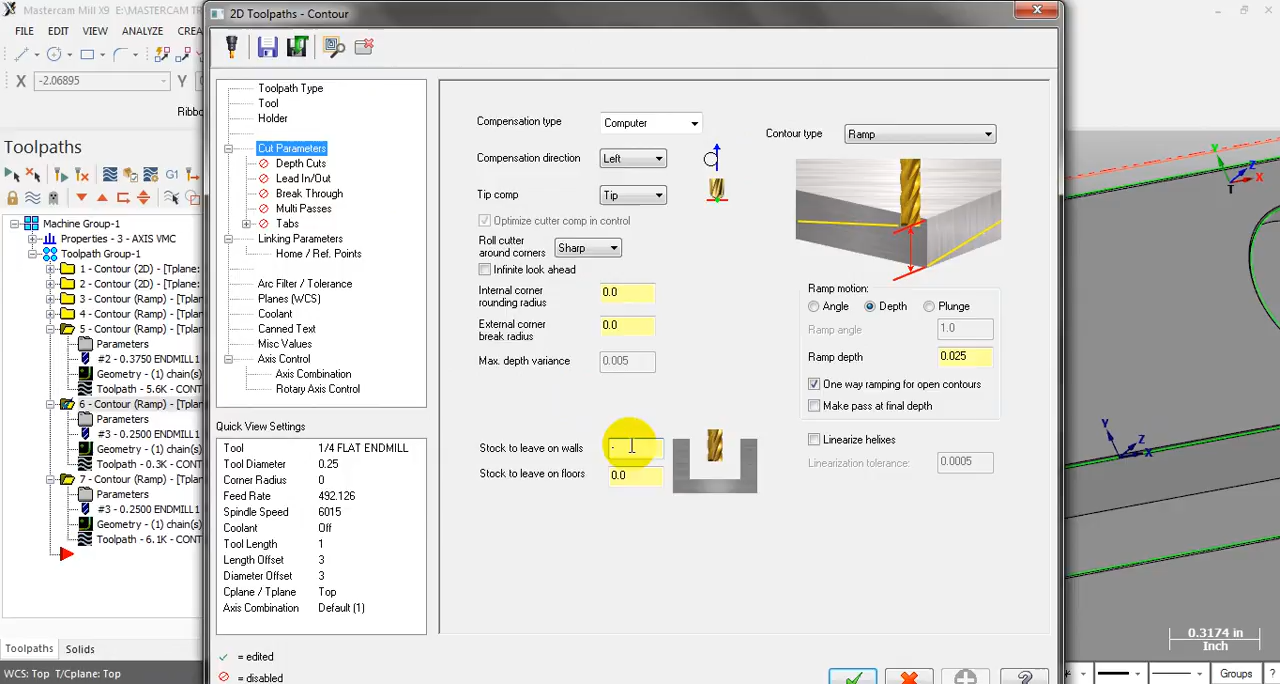 Mastercam Mill X9 E:\MASTERCAM TR
2D Toolpaths - Contour
FILE EDIT VIEW ANALYZE CREA
X -2.06895 Y
Ribbo
Toolpaths
G1
Machine Group-1
Properties - 3 - AXIS VMC
Toolpath Group-1
1 - Contour (2D) - [Tplane:
2 - Contour (2D) - [Tplane:
3 - Contour (Ramp) - [Tpla
4 - Contour (Ramp) - [Tpla
5 - Contour (Ramp) - [Tpla
Parameters
#2 - 0.3750 ENDMILL1
Geometry - (1) chain(s)
Toolpath - 5.6K - CONT
6 - Contour (Ramp) - [Tpla
Parameters
#3 - 0.2500 ENDMILL1
Geometry - (1) chain(s)
Toolpath - 0.3K - CONT
7 - Contour (Ramp) - [Tpla
Parameters
#3 - 0.2500 ENDMILL1
Geometry - (1) chain(s)
Toolpath - 6.1K - CONT
Toolpaths Solids
WCS: Top T/Cplane: Top
Toolpath Type
Tool
Holder
Cut Parameters
Depth Cuts
Lead In/Out
Break Through
Multi Passes
Tabs
Linking Parameters
Home / Ref. Points
Arc Filter / Tolerance
Planes (WCS)
Coolant
Canned Text
Misc Values
Axis Control
Axis Combination
Rotary Axis Control
Quick View Settings
Tool 1/4 FLAT ENDMILL
Tool Diameter 0.25
Corner Radius 0
Feed Rate 492.126
Spindle Speed 6015
Coolant Off
Tool Length 1
Length Offset 3
Diameter Offset 3
Cplane / Tplane Top
Axis Combination Default (1)
= edited
= disabled
Compensation type Computer
Compensation direction Left
Tip comp Tip
Optimize cutter comp in control
Roll cutter
around corners Sharp
Infinite look ahead
Internal corner
rounding radius 0.0
External corner
break radius 0.0
Max. depth variance 0.005
Stock to leave on walls -
Stock to leave on floors 0.0
Contour type Ramp
Ramp motion:
Angle Depth Plunge
Ramp angle 1.0
Ramp depth 0.025
One way ramping for open contours
Make pass at final depth
Linearize helixes
Linearization tolerance: 0.0005
Y Z X T
Y Z X
0.3174 in
Inch
Groups
?